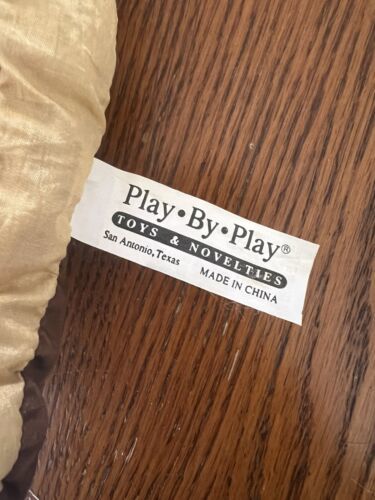 Play•By•Play®
TOYS & NOVELTIES
San Antonio, Texas
MADE IN CHINA